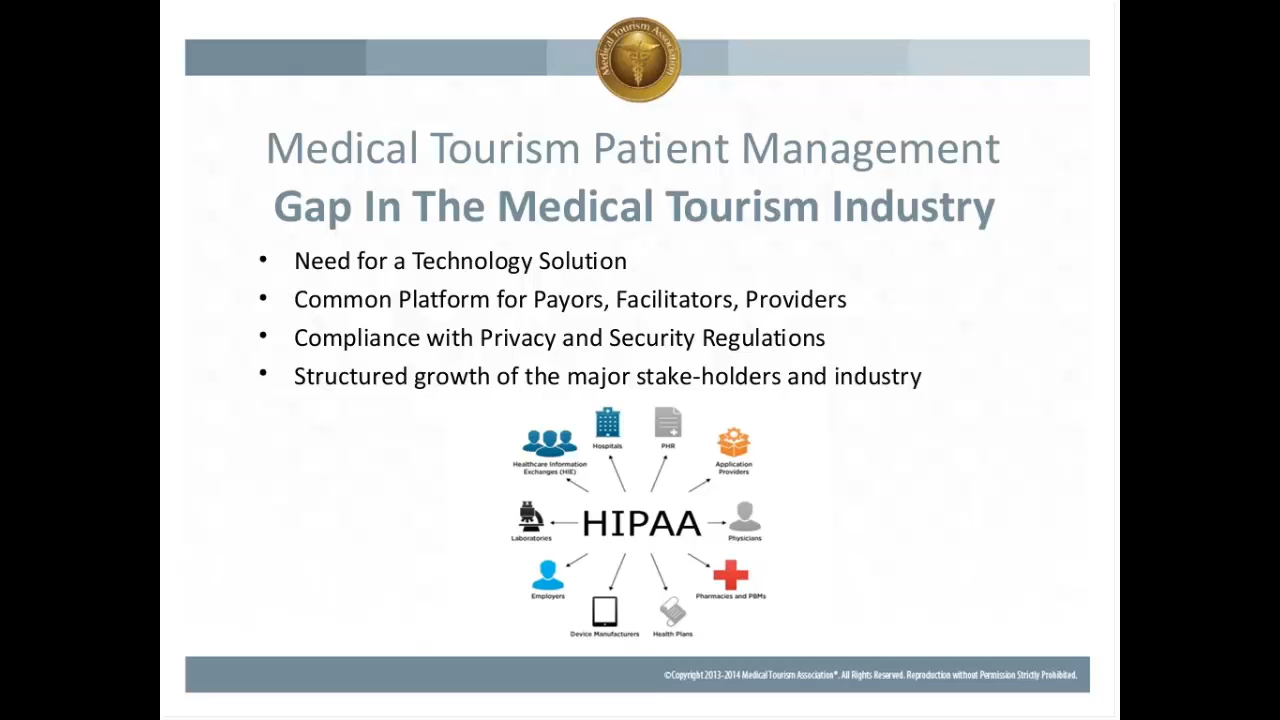 Medical Tourism Association
Medical Tourism Patient Management
Gap In The Medical Tourism Industry
• Need for a Technology Solution
• Common Platform for Payors, Facilitators, Providers
• Compliance with Privacy and Security Regulations
• Structured growth of the major stake-holders and industry
Hospitals
PHR
Healthcare Information
Exchanges (HIE)
Application
Providers
HIPAA
Laboratories
Physicians
Employers
Pharmacies and PBMs
Device Manufacturers
Health Plans
©Copyright 2013-2014 Medical Tourism Association®. All Rights Reserved. Reproduction without Permission Strictly Prohibited.